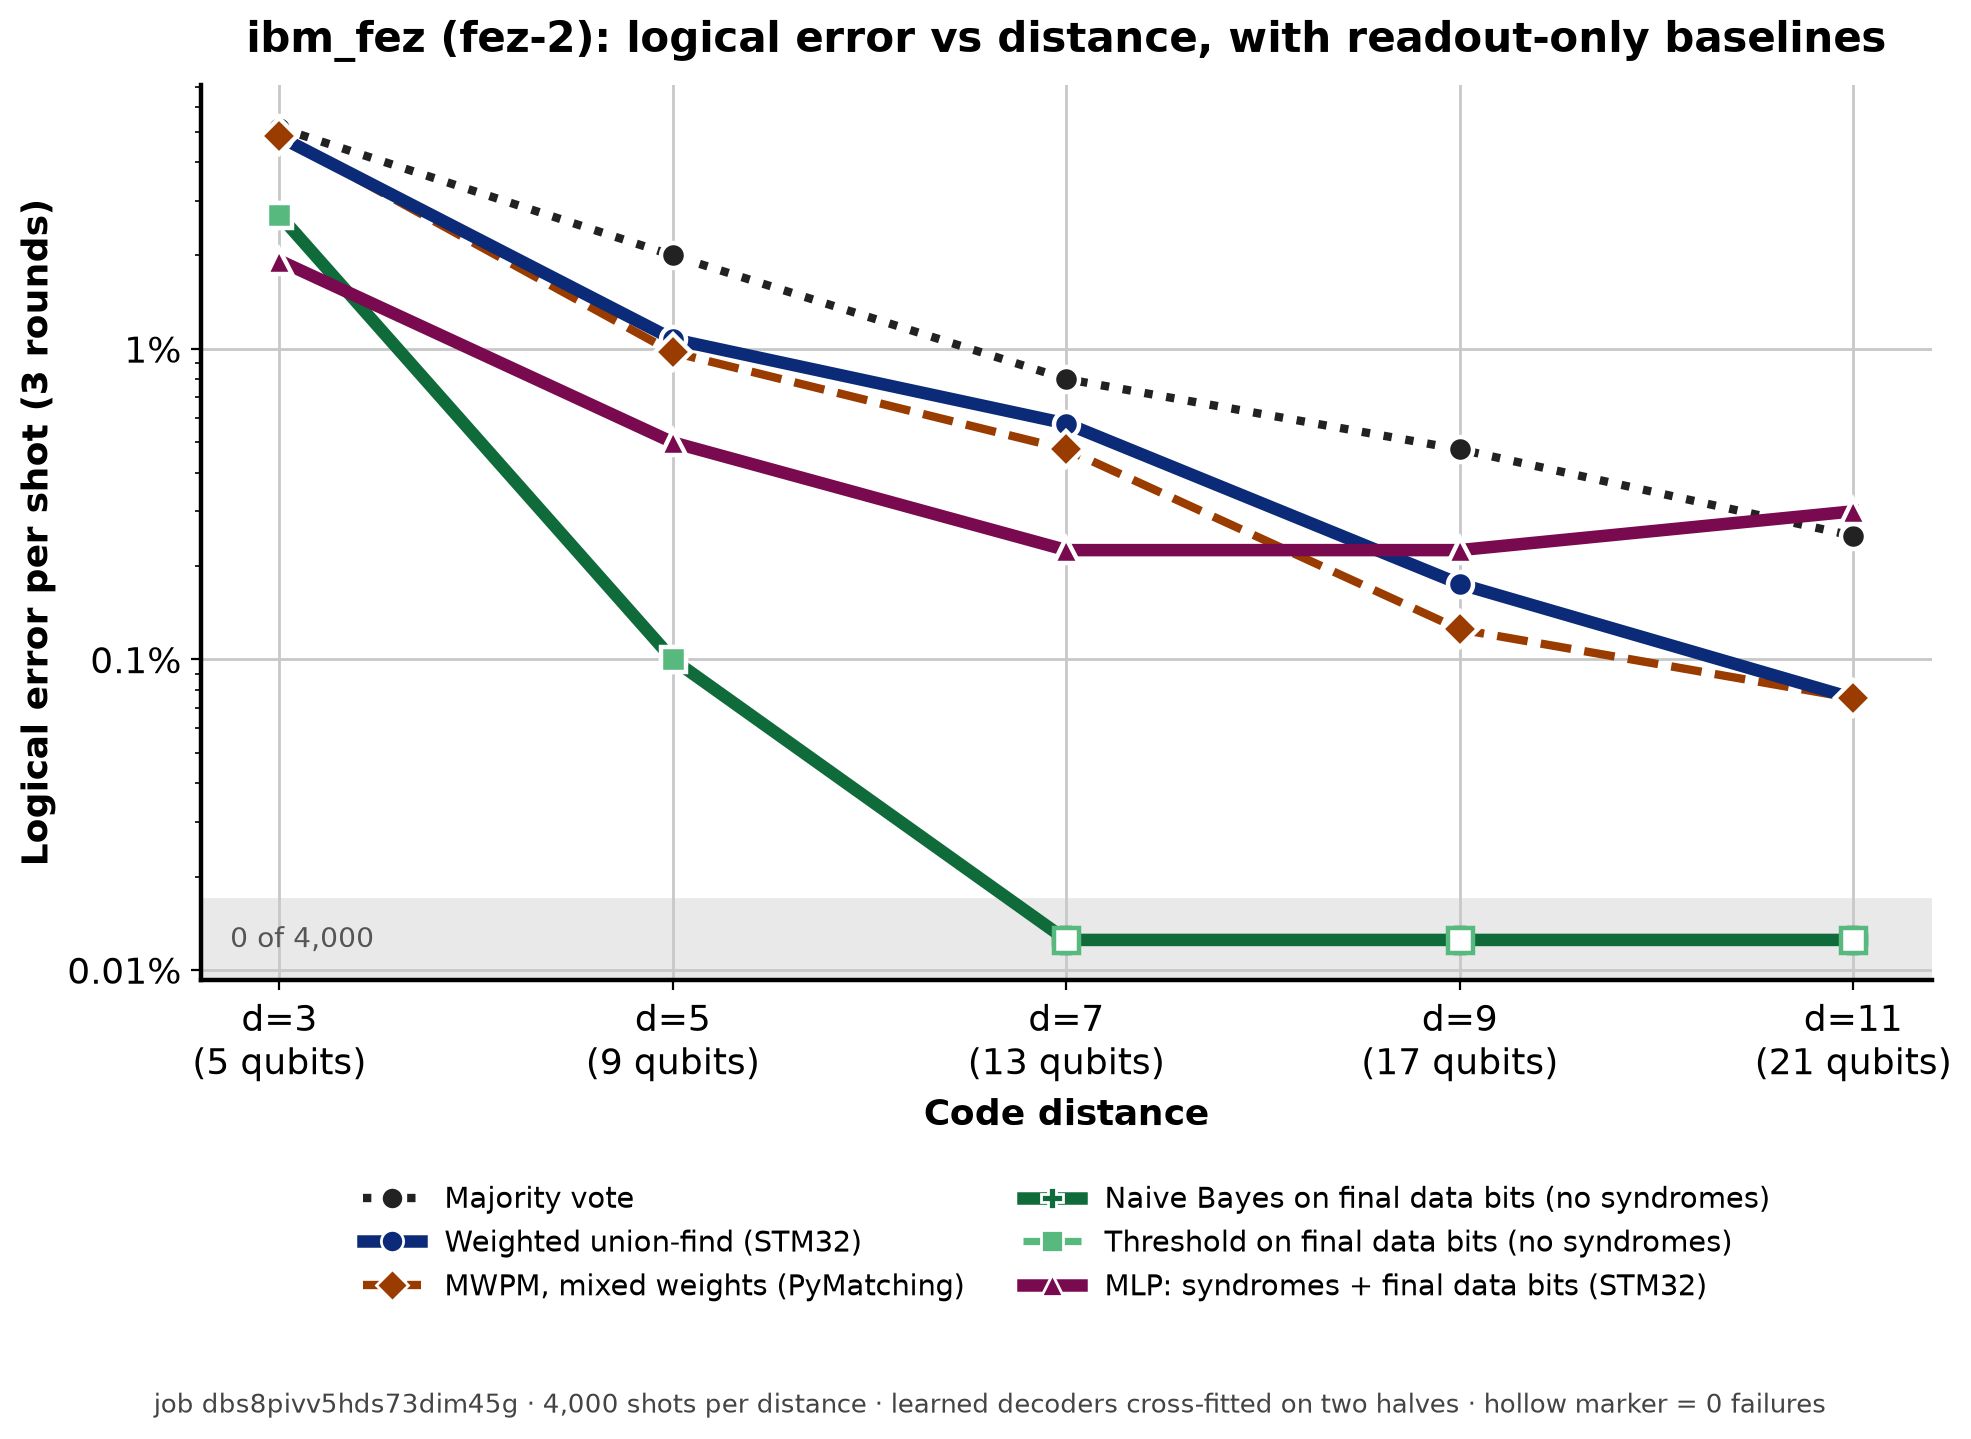 ibm_fez (fez-2): logical error vs distance, with readout-only baselines
Logical error per shot (3 rounds)
1%
0.1%
0.01%
0 of 4,000
d=3
(5 qubits)
d=5
(9 qubits)
d=7
(13 qubits)
d=9
(17 qubits)
d=11
(21 qubits)
Code distance
Majority vote
Weighted union-find (STM32)
MWPM, mixed weights (PyMatching)
Naive Bayes on final data bits (no syndromes)
Threshold on final data bits (no syndromes)
MLP: syndromes + final data bits (STM32)
job dbs8pivv5hds73dim45g · 4,000 shots per distance · learned decoders cross-fitted on two halves · hollow marker = 0 failures